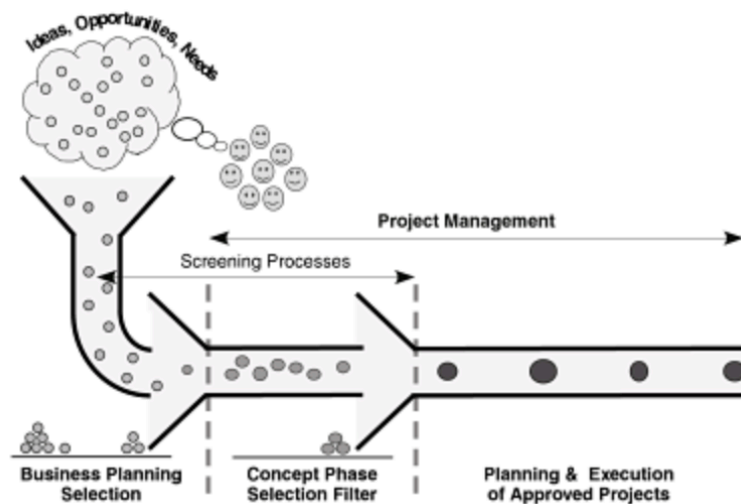 Ideas, Opportunities, Needs
Project Management
Screening Processes
Business Planning
Selection
Concept Phase
Selection Filter
Planning & Execution
of Approved Projects